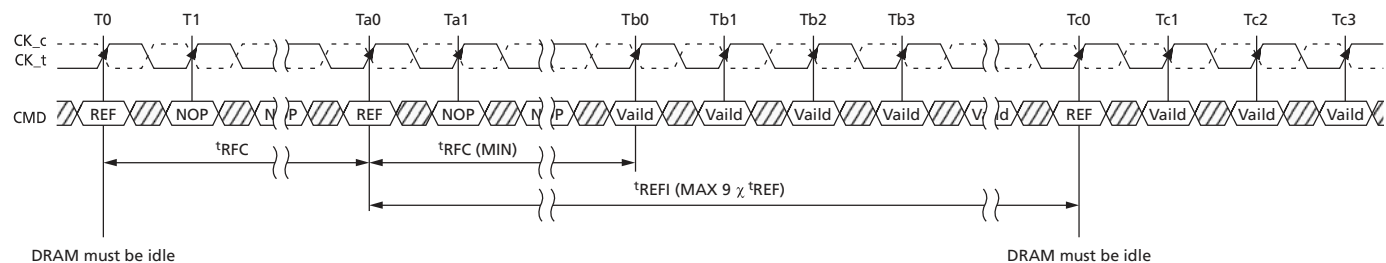 T0 T1 Ta0 Ta1 Tb0 Tb1 Tb2 Tb3 Tc0 Tc1 Tc2 Tc3
CK_c
CK_t
CMD REF NOP N P REF NOP N P Vaild Vaild Vaild Vaild Va d REF Vaild Vaild Vaild
tRFC tRFC (MIN)
tREFI (MAX 9 χ tREF)
DRAM must be idle DRAM must be idle